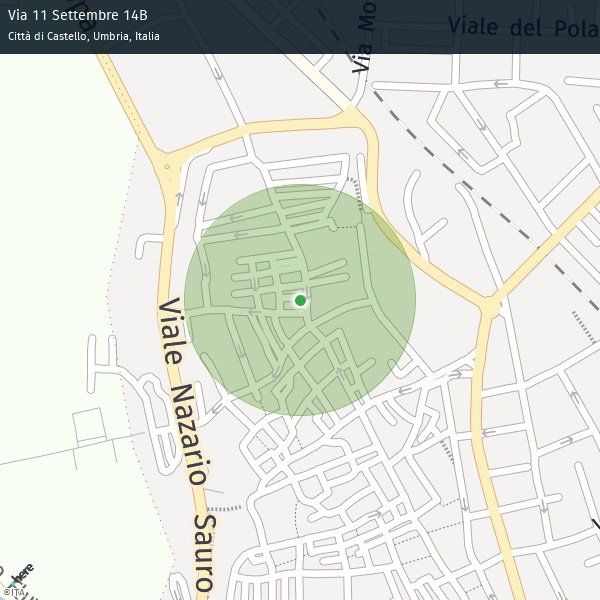 Via 11 Settembre 14B
Città di Castello, Umbria, Italia
Viale del Pola
Via Mo
Viale Nazario Sauro
here
©ITA